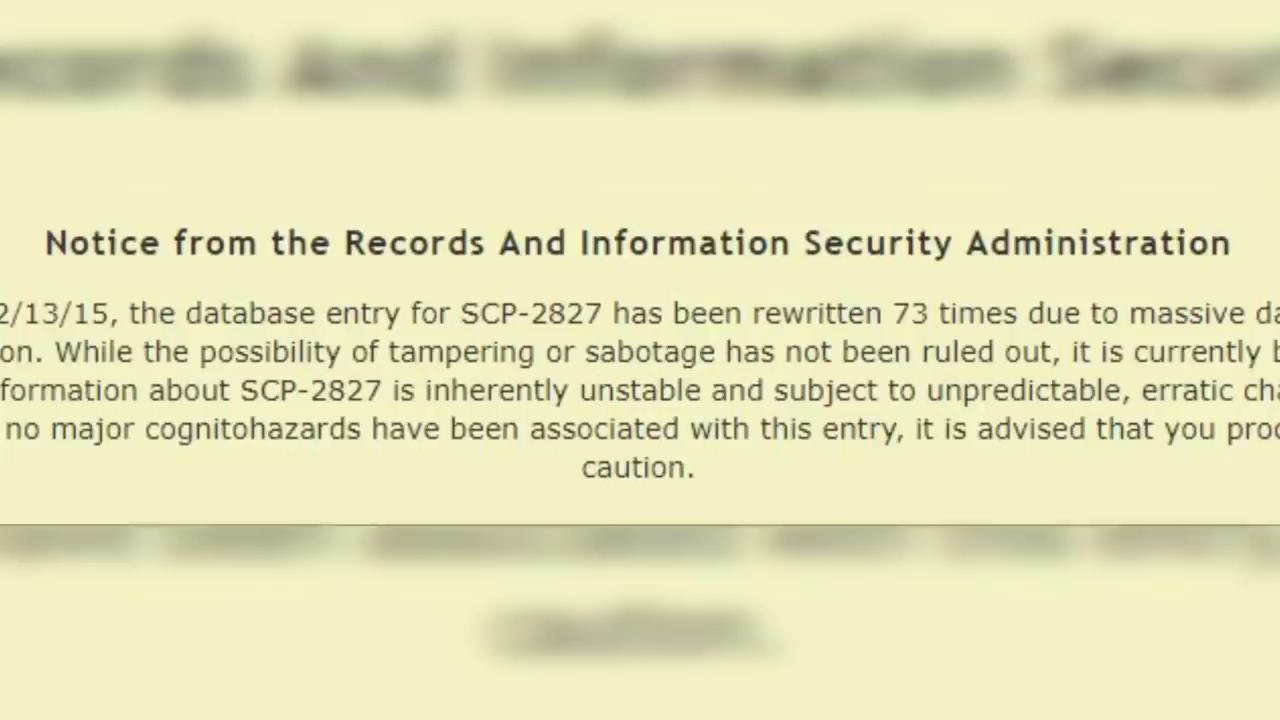 Notice from the Records And Information Security Administration
2/13/15, the database entry for SCP-2827 has been rewritten 73 times due to massive da
on. While the possibility of tampering or sabotage has not been ruled out, it is currently b
formation about SCP-2827 is inherently unstable and subject to unpredictable, erratic cha
no major cognitohazards have been associated with this entry, it is advised that you proc
caution.